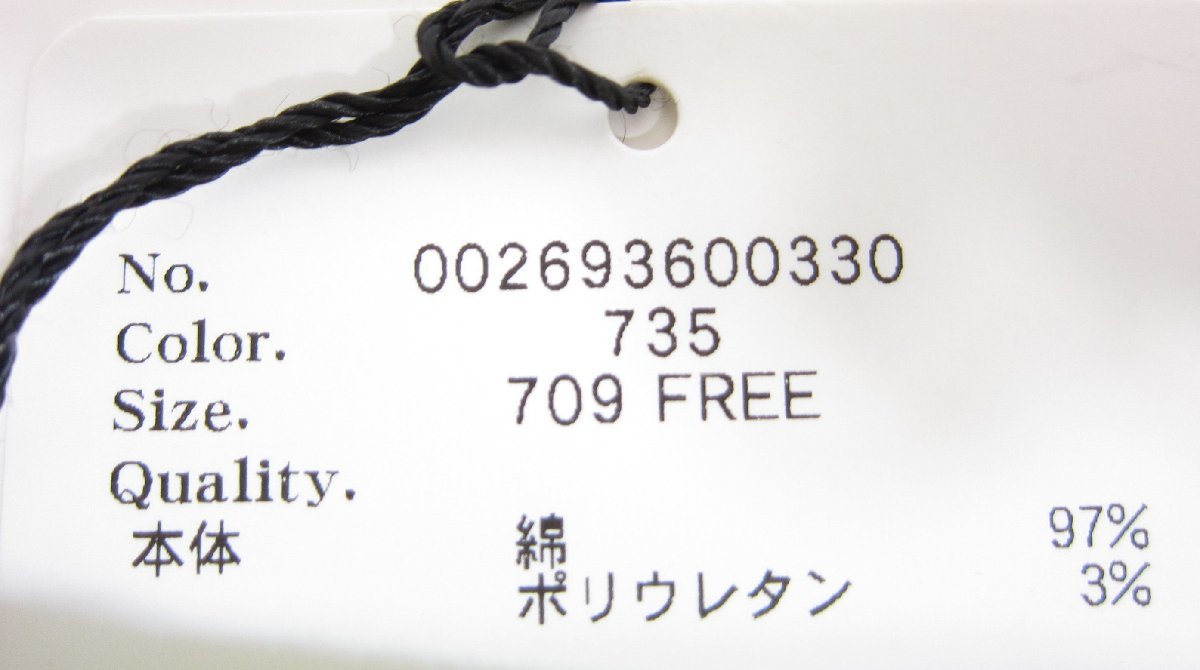 No. 002693600330
Color. 735
Size. 709 FREE
Quality.
本体 綿 97%
ポリウレタン 3%